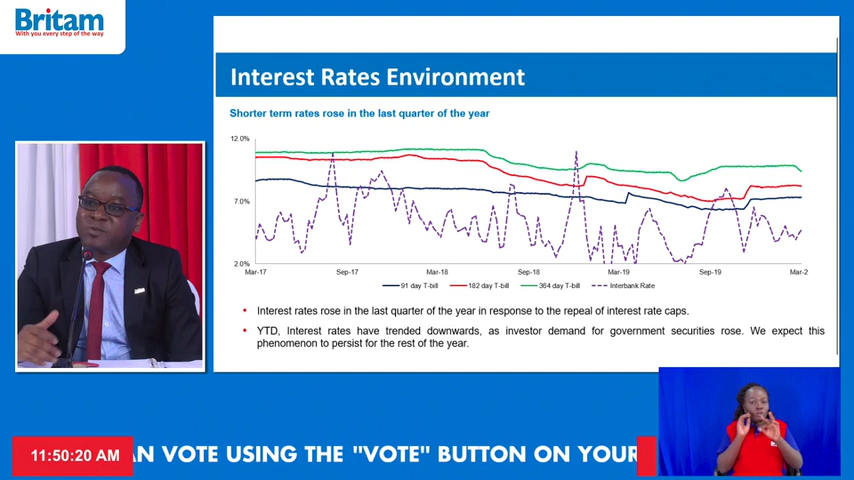 Britam
With you every step of the way
Interest Rates Environment
Shorter term rates rose in the last quarter of the year
12.0%
7.0%
2.0%
Mar-17 Sep-17 Mar-18 Sep-18 Mar-19 Sep-19 Mar-2
91 day T-bill 182 day T-bill 364 day T-bill Interbank Rate
• Interest rates rose in the last quarter of the year in response to the repeal of interest rate caps.
• YTD, Interest rates have trended downwards, as investor demand for government securities rose. We expect this
phenomenon to persist for the rest of the year.
11:50:20 AM
AN VOTE USING THE "VOTE" BUTTON ON YOUR